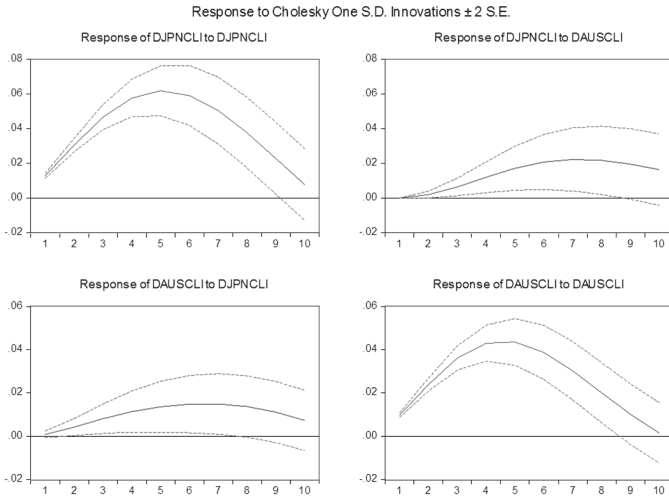 Response to Cholesky One S.D. Innovations ± 2 S.E.
Response of DJPNCLI to DJPNCLI
.08
.06
.04
.02
.00
-.02
1 2 3 4 5 6 7 8 9 10
Response of DJPNCLI to DAUSCLI
.08
.06
.04
.02
.00
-.02
1 2 3 4 5 6 7 8 9 10
Response of DAUSCLI to DJPNCLI
.06
.04
.02
.00
-.02
1 2 3 4 5 6 7 8 9 10
Response of DAUSCLI to DAUSCLI
.06
.04
.02
.00
-.02
1 2 3 4 5 6 7 8 9 10